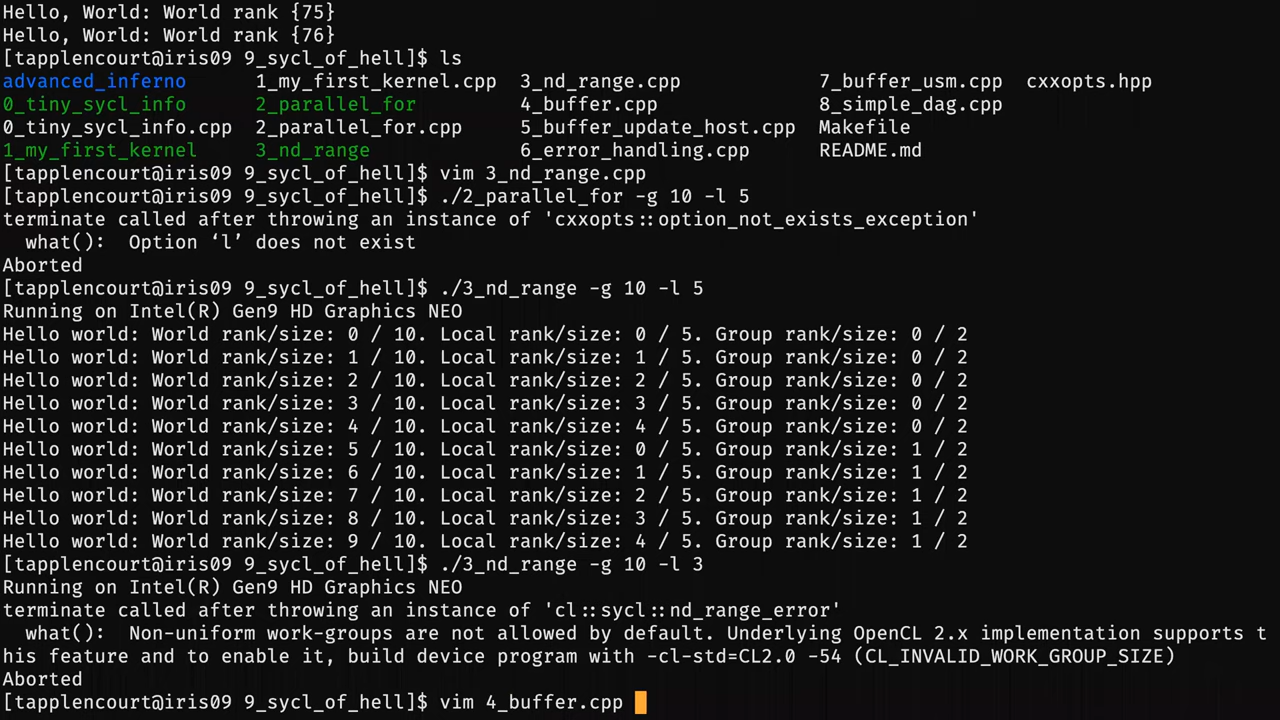 Hello, World: World rank {75}
Hello, World: World rank {76}
[tapplencourt@iris09 9_sycl_of_hell]$ ls
advanced_inferno 1_my_first_kernel.cpp 3_nd_range.cpp 7_buffer_usm.cpp cxxopts.hpp
0_tiny_sycl_info 2_parallel_for 4_buffer.cpp 8_simple_dag.cpp
0_tiny_sycl_info.cpp 2_parallel_for.cpp 5_buffer_update_host.cpp Makefile
1_my_first_kernel 3_nd_range 6_error_handling.cpp README.md
[tapplencourt@iris09 9_sycl_of_hell]$ vim 3_nd_range.cpp
[tapplencourt@iris09 9_sycl_of_hell]$ ./2_parallel_for -g 10 -l 5
terminate called after throwing an instance of 'cxxopts::option_not_exists_exception'
what(): Option ‘l’ does not exist
Aborted
[tapplencourt@iris09 9_sycl_of_hell]$ ./3_nd_range -g 10 -l 5
Running on Intel(R) Gen9 HD Graphics NEO
Hello world: World rank/size: 0 / 10. Local rank/size: 0 / 5. Group rank/size: 0 / 2
Hello world: World rank/size: 1 / 10. Local rank/size: 1 / 5. Group rank/size: 0 / 2
Hello world: World rank/size: 2 / 10. Local rank/size: 2 / 5. Group rank/size: 0 / 2
Hello world: World rank/size: 3 / 10. Local rank/size: 3 / 5. Group rank/size: 0 / 2
Hello world: World rank/size: 4 / 10. Local rank/size: 4 / 5. Group rank/size: 0 / 2
Hello world: World rank/size: 5 / 10. Local rank/size: 0 / 5. Group rank/size: 1 / 2
Hello world: World rank/size: 6 / 10. Local rank/size: 1 / 5. Group rank/size: 1 / 2
Hello world: World rank/size: 7 / 10. Local rank/size: 2 / 5. Group rank/size: 1 / 2
Hello world: World rank/size: 8 / 10. Local rank/size: 3 / 5. Group rank/size: 1 / 2
Hello world: World rank/size: 9 / 10. Local rank/size: 4 / 5. Group rank/size: 1 / 2
[tapplencourt@iris09 9_sycl_of_hell]$ ./3_nd_range -g 10 -l 3
Running on Intel(R) Gen9 HD Graphics NEO
terminate called after throwing an instance of 'cl::sycl::nd_range_error'
what(): Non-uniform work-groups are not allowed by default. Underlying OpenCL 2.x implementation supports t
his feature and to enable it, build device program with -cl-std=CL2.0 -54 (CL_INVALID_WORK_GROUP_SIZE)
Aborted
[tapplencourt@iris09 9_sycl_of_hell]$ vim 4_buffer.cpp